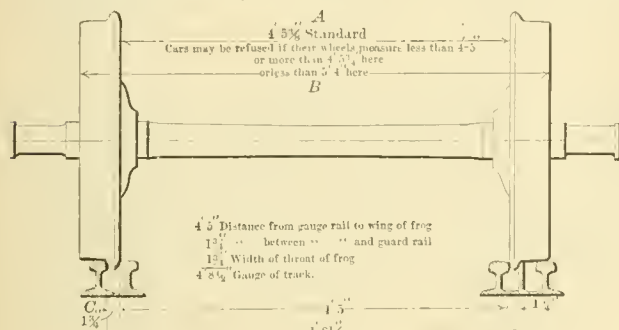 A
4' 5⅜" Standard
Cars may be refused if their wheels measure less than 4'-5"
or more than 4' 5¾" here
or less than 5' 4" here
B
4' 5" Distance from gauge rail to wing of frog
1¾" " between " " and guard rail
1¾" Width of throat of frog
4' 8½" Gauge of track.
C
1¾"
4' 5"
1¾"
4' 8½"